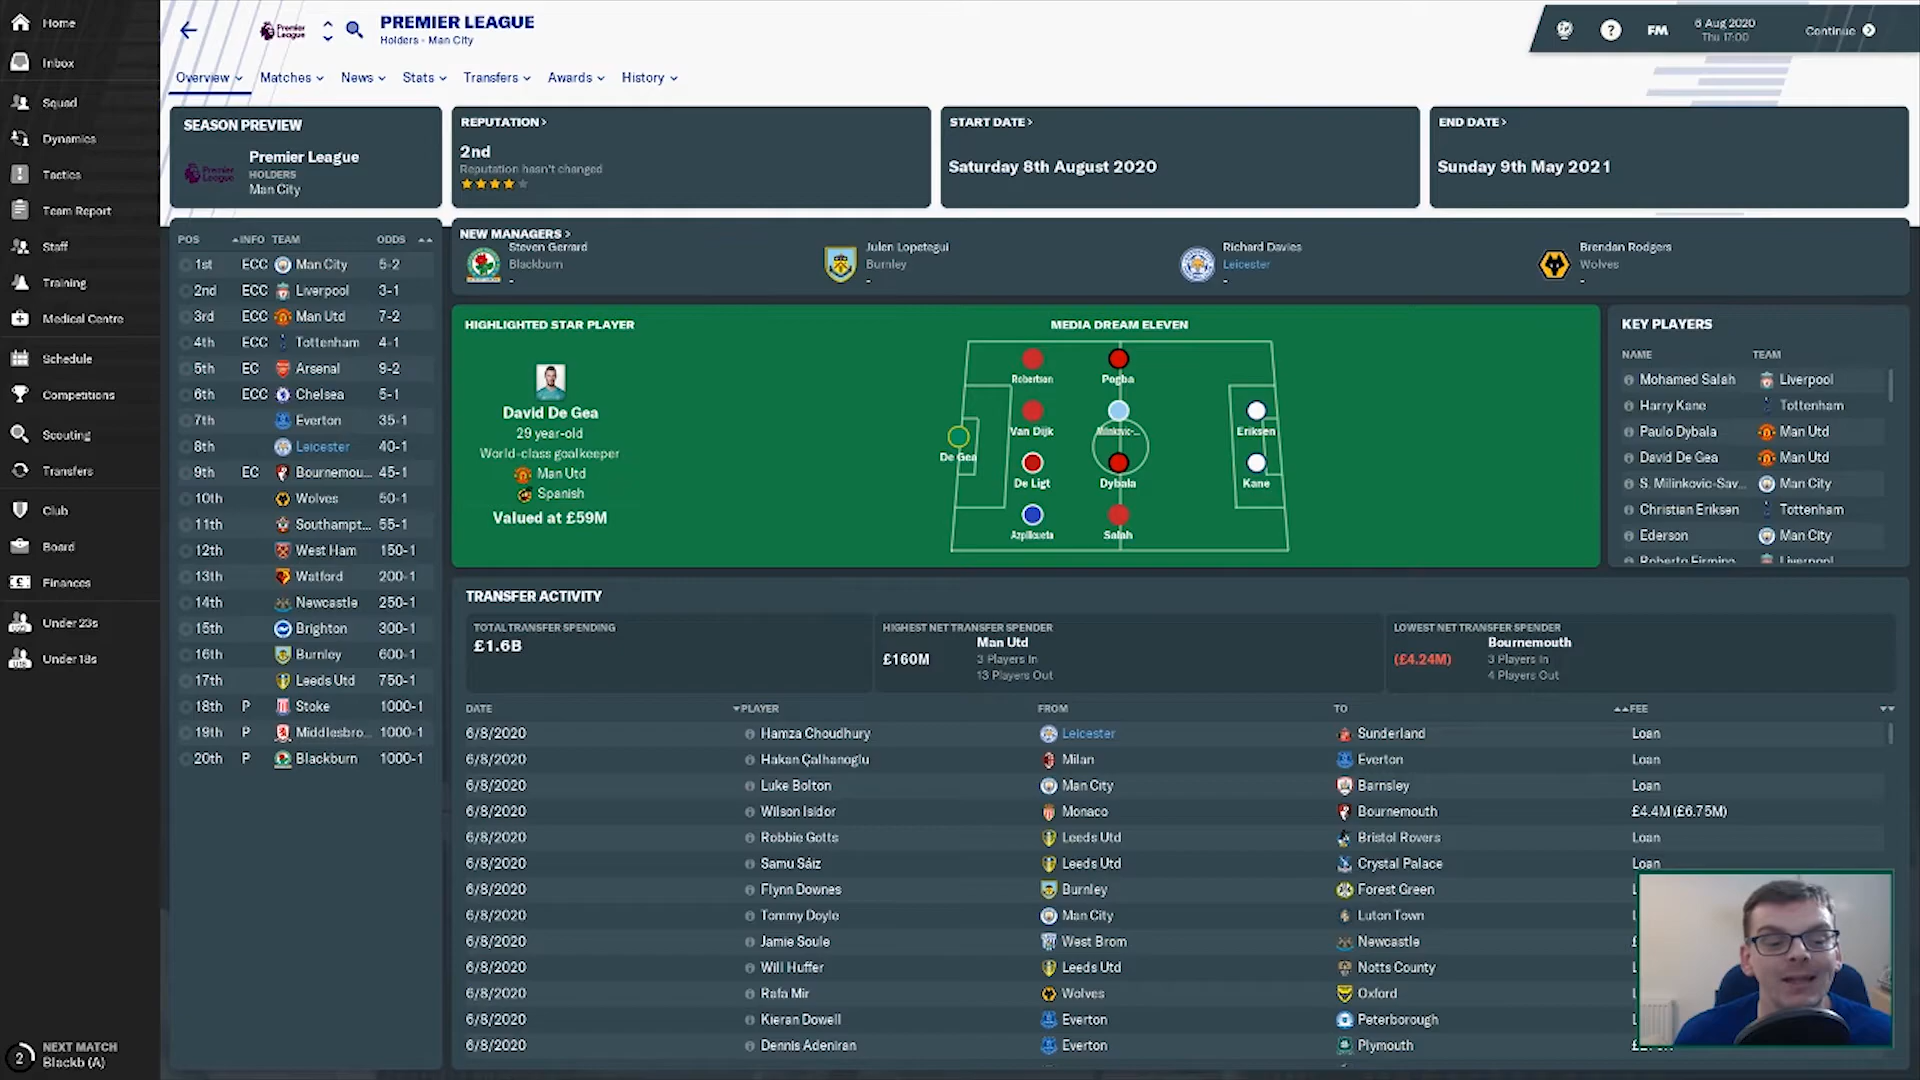 Home
Inbox
Squad
Dynamics
Tactics
Team Report
Staff
Training
Medical Centre
Schedule
Competitions
Scouting
Transfers
Club
Board
Finances
Under 23s
Under 18s
2
NEXT MATCH
Blackb (A)
Premier League
PREMIER LEAGUE
Holders - Man City
FM
6 Aug 2020
Thu 17:00
Continue
Overview Matches News Stats Transfers Awards History
SEASON PREVIEW
Premier League
Premier League
HOLDERS
Man City
REPUTATION>
2nd
Reputation hasn't changed
START DATE>
Saturday 8th August 2020
END DATE>
Sunday 9th May 2021
POS INFO TEAM ODDS
1st ECC Man City 5-2
2nd ECC Liverpool 3-1
3rd ECC Man Utd 7-2
4th ECC Tottenham 4-1
5th EC Arsenal 9-2
6th ECC Chelsea 5-1
7th Everton 35-1
8th Leicester 40-1
9th EC Bournemou... 45-1
10th Wolves 50-1
11th Southampt... 55-1
12th West Ham 150-1
13th Watford 200-1
14th Newcastle 250-1
15th Brighton 300-1
16th Burnley 600-1
17th Leeds Utd 750-1
18th P Stoke 1000-1
19th P Middlesbro... 1000-1
20th P Blackburn 1000-1
NEW MANAGERS >
Steven Gerrard
Blackburn
-
Julen Lopetegui
Burnley
-
Richard Davies
Leicester
-
Brendan Rodgers
Wolves
-
HIGHLIGHTED STAR PLAYER
David De Gea
29 year-old
World-class goalkeeper
Man Utd
Spanish
Valued at £59M
MEDIA DREAM ELEVEN
Robertson Pogba
Van Dijk Milinkovic-... Eriksen
De Gea
De Ligt Dybala Kane
Azpilicueta Salah
KEY PLAYERS
NAME TEAM
Mohamed Salah Liverpool
Harry Kane Tottenham
Paulo Dybala Man Utd
David De Gea Man Utd
S. Milinkovic-Sav... Man City
Christian Eriksen Tottenham
Ederson Man City
Roberto Firmino Liverpool
TRANSFER ACTIVITY
TOTAL TRANSFER SPENDING
£1.6B
HIGHEST NET TRANSFER SPENDER
£160M
Man Utd
3 Players In
13 Players Out
LOWEST NET TRANSFER SPENDER
(£4.24M)
Bournemouth
3 Players In
4 Players Out
DATE PLAYER FROM TO FEE
6/8/2020 Hamza Choudhury Leicester Sunderland Loan
6/8/2020 Hakan Çalhanoglu Milan Everton Loan
6/8/2020 Luke Bolton Man City Barnsley Loan
6/8/2020 Wilson Isidor Monaco Bournemouth £4.4M (£6.75M)
6/8/2020 Robbie Gotts Leeds Utd Bristol Rovers Loan
6/8/2020 Samu Sáiz Leeds Utd Crystal Palace Loan
6/8/2020 Flynn Downes Burnley Forest Green
6/8/2020 Tommy Doyle Man City Luton Town
6/8/2020 Jamie Soule West Brom Newcastle
6/8/2020 Will Huffer Leeds Utd Notts County
6/8/2020 Rafa Mir Wolves Oxford
6/8/2020 Kieran Dowell Everton Peterborough
6/8/2020 Dennis Adeniran Everton Plymouth